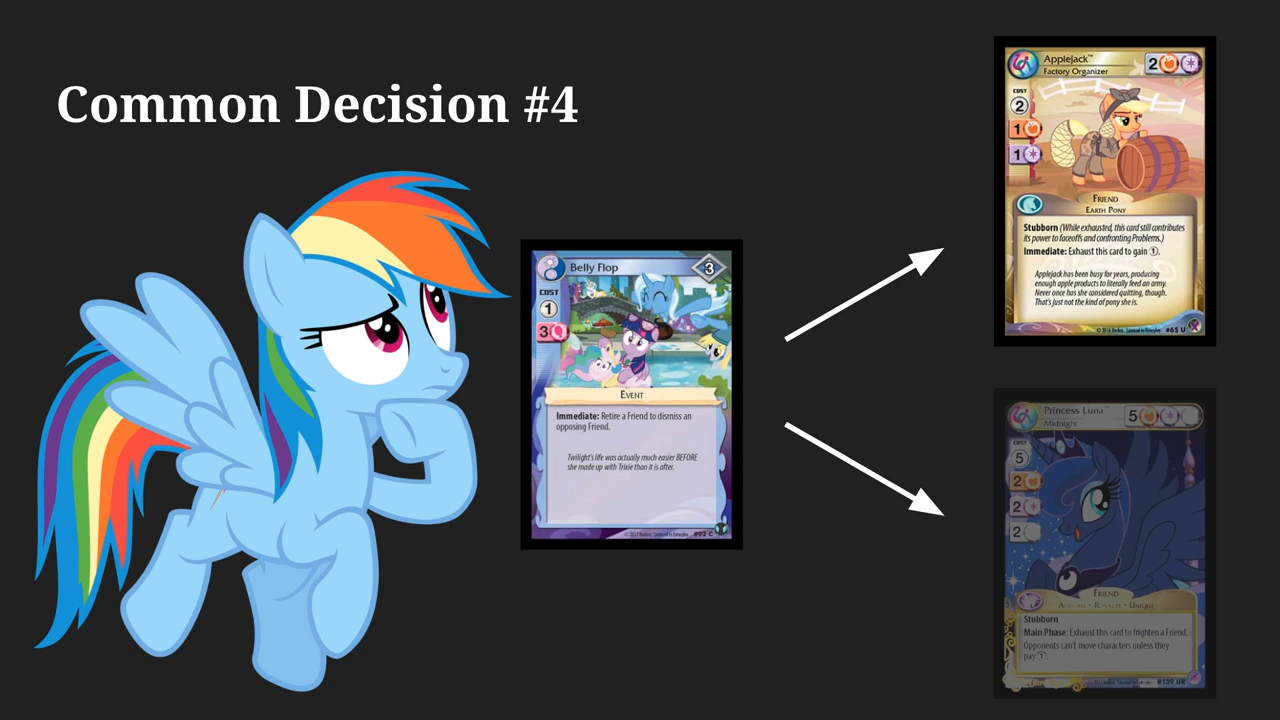 Common Decision #4
Belly Flop
3
COST
1
3
EVENT
Immediate: Retire a Friend to dismiss an
opposing Friend.
Twilight's life was actually much easier BEFORE
she made up with Trixie than it is after.
#92 C
Applejack™
Factory Organizer
2
COST
2
1
1
FRIEND
EARTH PONY
Stubborn (While exhausted, this card still contributes
its power to faceoffs and confronting Problems.)
Immediate: Exhaust this card to gain 1.
Applejack has been busy for years, producing
enough apple products to literally feed an army.
Never once has she considered quitting, though.
That's just not the kind of pony she is.
#65 U
Princess Luna™
Midnight
5
COST
5
2
2
2
FRIEND
ALICORN • ROYALTY • UNIQUE
Stubborn
Main Phase: Exhaust this card to frighten a Friend.
Opponents can't move characters unless they
pay 1.
#139 UR